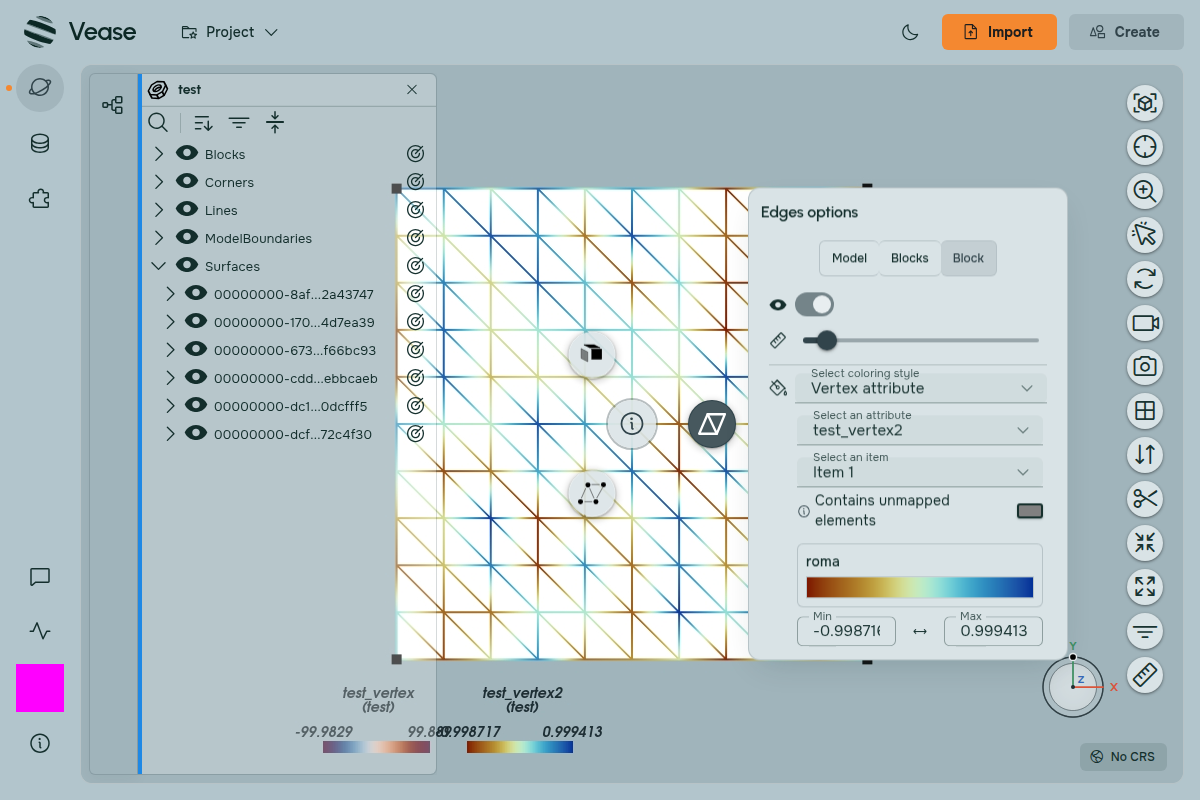 Vease
Project
Import
Create
test
Blocks
Corners
Lines
ModelBoundaries
Surfaces
00000000-8af...2a43747
00000000-170...4d7ea39
00000000-673...f66bc93
00000000-cdd...ebbcaeb
00000000-dc1...0dcfff5
00000000-dcf...72c4f30
Edges options
Model
Blocks
Block
Select coloring style
Vertex attribute
Select an attribute
test_vertex2
Select an item
Item 1
Contains unmapped
elements
roma
Min
-0.998716
Max
0.999413
test_vertex
(test)
-99.9829
test_vertex2
(test)
0.999413
Y
Z
X
No CRS